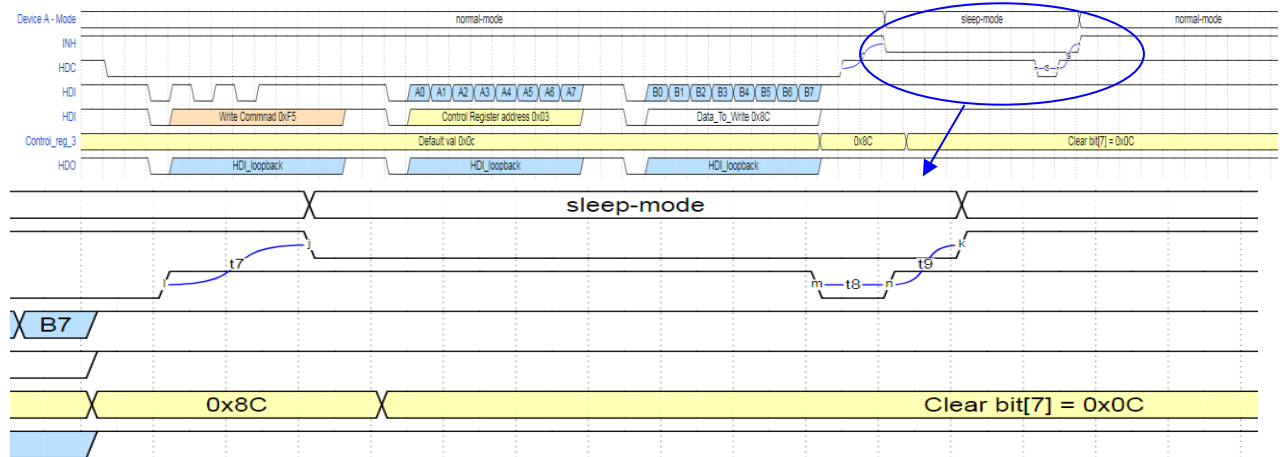 Device A - Mode normal-mode sleep-mode normal-mode
INH
HDC t8
HDI A0 A1 A2 A3 A4 A5 A6 A7 B0 B1 B2 B3 B4 B5 B6 B7
HDI Write Commnad 0xF5 Control Register address 0x03 Data_To_Write 0x8C
Control_reg_3 Default val 0x0c 0x8C Clear bit[7] = 0x0C
HDO HDI_loopback HDI_loopback HDI_loopback
sleep-mode
j k
t7 t9
l m t8 n
B7
0x8C Clear bit[7] = 0x0C